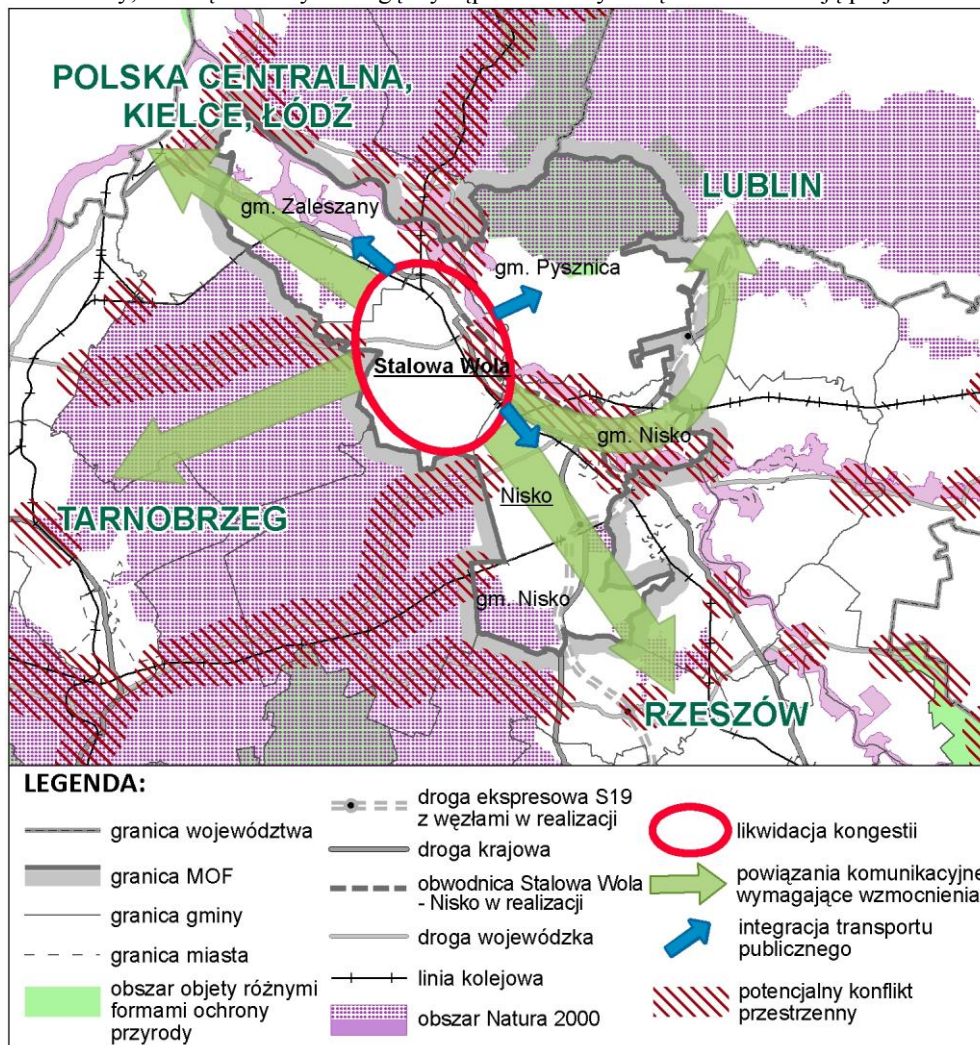 POLSKA CENTRALNA,
KIELCE, ŁÓDŹ
LUBLIN
gm. Zaleszany
gm. Pysznica
Stalowa Wola
gm. Nisko
Nisko
TARNOBRZEG
gm. Nisko
RZESZÓW
LEGENDA:
granica województwa
granica MOF
granica gminy
granica miasta
obszar objety różnymi
formami ochrony
przyrody
droga ekspresowa S19
z węzłami w realizacji
droga krajowa
obwodnica Stalowa Wola
- Nisko w realizacji
droga wojewódzka
linia kolejowa
obszar Natura 2000
likwidacja kongestii
powiązania komunikacyjne
wymagające wzmocnienia
integracja transportu
publicznego
potencjalny konflikt
przestrzenny